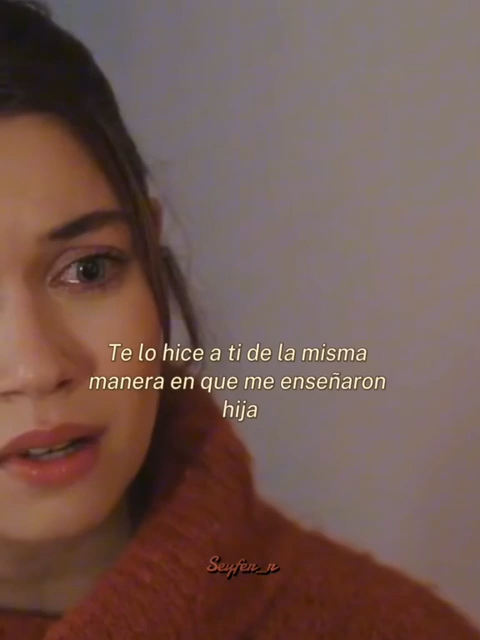 Te lo hice a ti de la misma
manera en que me enseñaron
hija
Seyfer_r